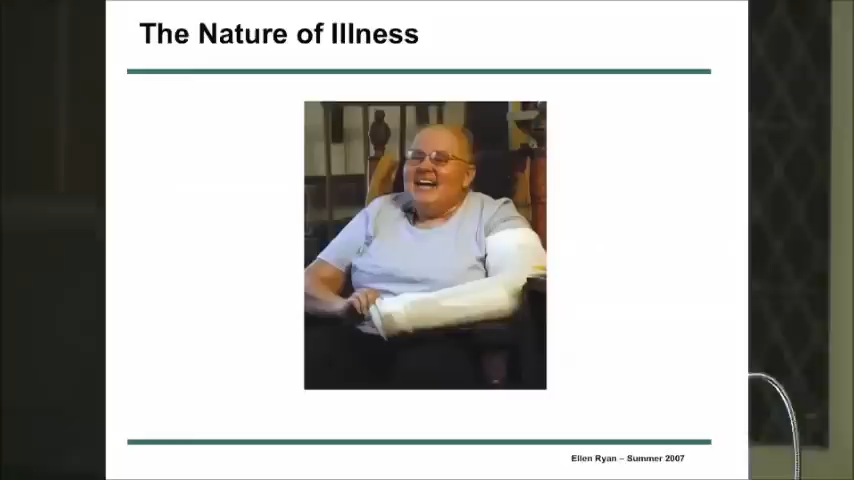 The Nature of Illness
Ellen Ryan – Summer 2007